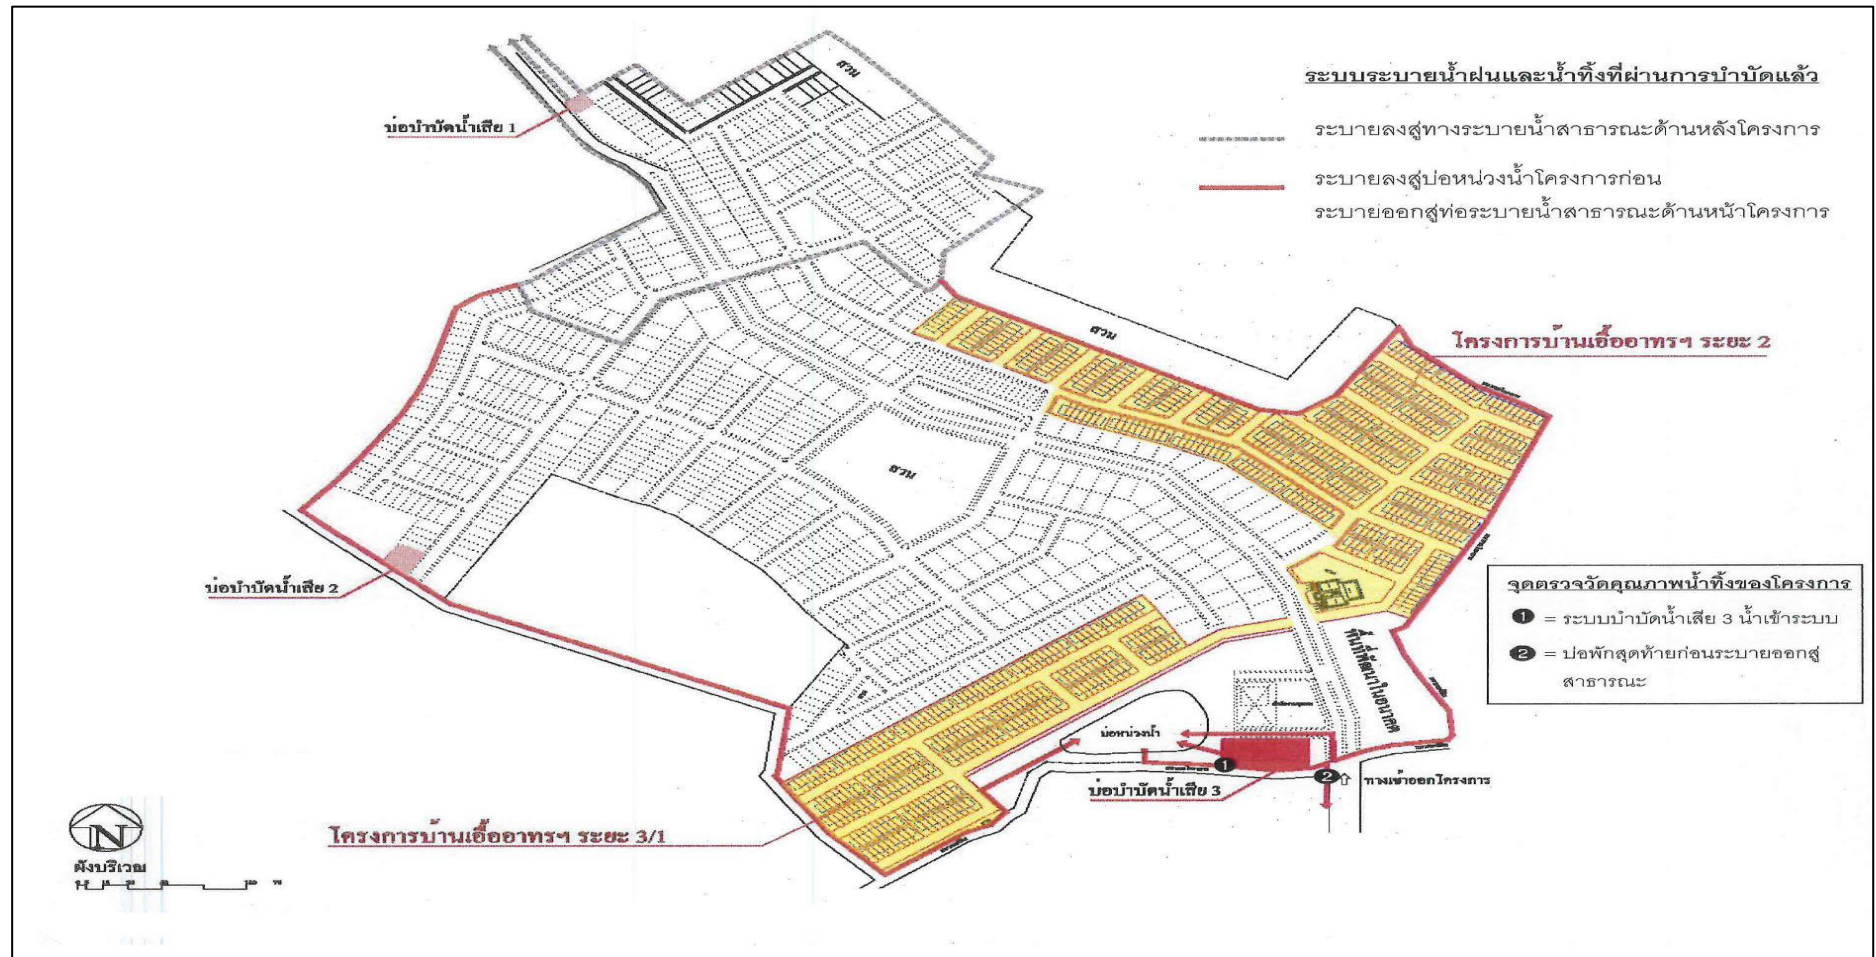 ระบบระบายน้ำฝนและน้ำทิ้งที่ผ่านการบำบัดแล้ว
ระบายลงสู่ทางระบายน้ำสาธารณะด้านหลังโครงการ
ระบายลงสู่บ่อหน่วงน้ำโครงการก่อน
ระบายออกสู่ท่อระบายน้ำสาธารณะด้านหน้าโครงการ
สวน
บ่อบำบัดน้ำเสีย 1
สวน
โครงการบ้านเอื้ออาทรฯ ระยะ 2
สวน
บ่อบำบัดน้ำเสีย 2
จุดตรวจวัดคุณภาพน้ำทิ้งของโครงการ
❶ = ระบบบำบัดน้ำเสีย 3 น้ำเข้าระบบ
❷ = บ่อพักสุดท้ายก่อนระบายออกสู่
สาธารณะ
พื้นที่พัฒนาในอนาคต
บ่อหน่วงน้ำ
❶
❷
ทางเข้าออกโครงการ
บ่อบำบัดน้ำเสีย 3
โครงการบ้านเอื้ออาทรฯ ระยะ 3/1
N
ผังบริเวณ